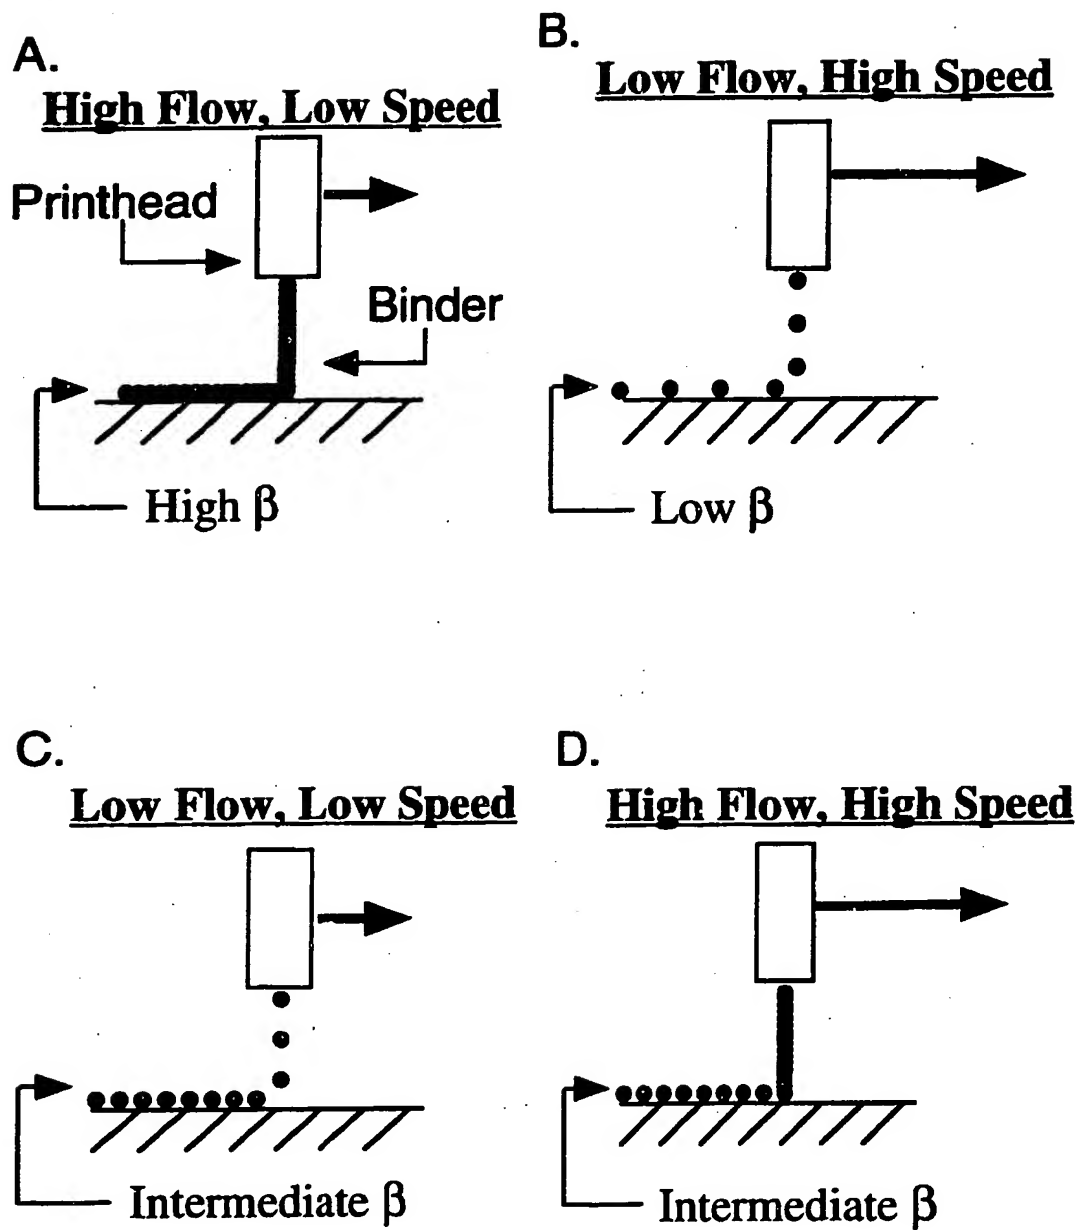 A.
High Flow, Low Speed
Printhead
Binder
High β
B.
Low Flow, High Speed
Low β
C.
Low Flow, Low Speed
Intermediate β
D.
High Flow, High Speed
Intermediate β